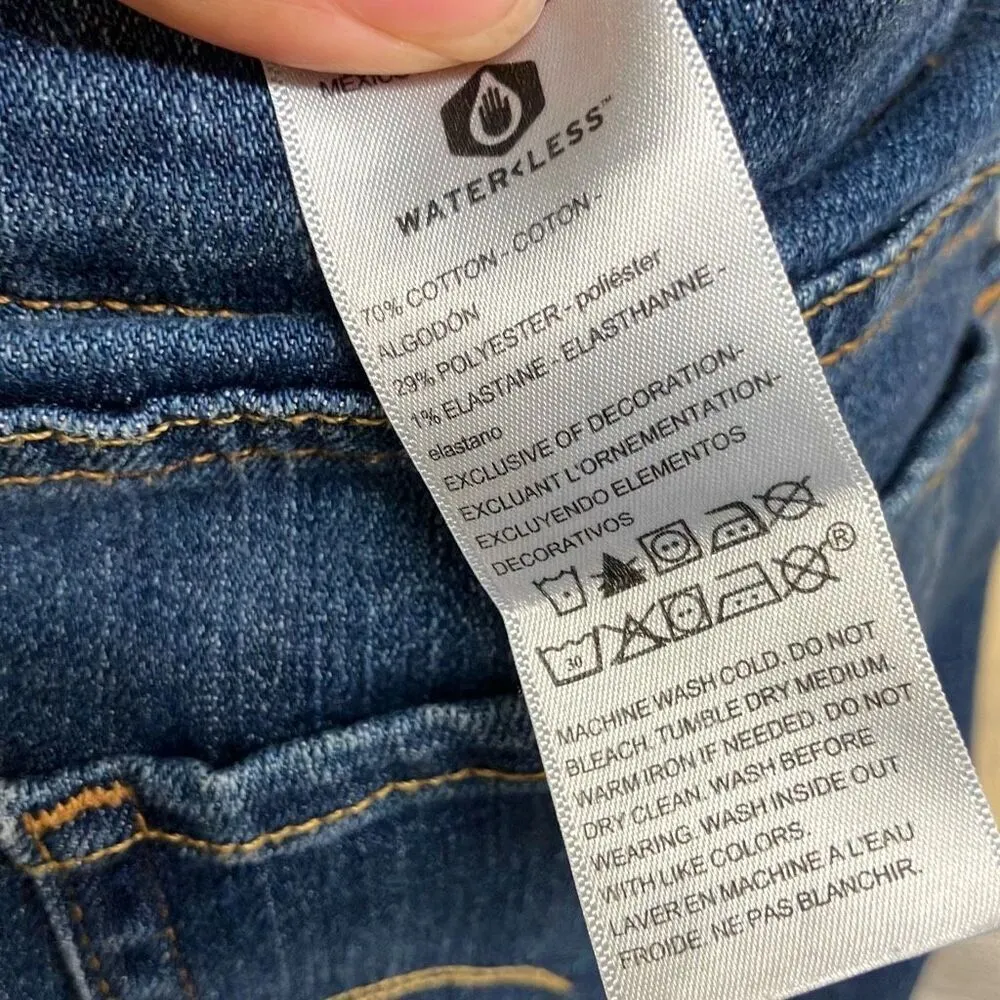 MEXICO
WATER<LESS™
70% COTTON - COTON -
ALGODÓN
29% POLYESTER - poliéster
1% ELASTANE - ELASTHANNE -
elastano
EXCLUSIVE OF DECORATION-
EXCLUANT L'ORNEMENTATION-
EXCLUYENDO ELEMENTOS
DECORATIVOS
30 ®
MACHINE WASH COLD. DO NOT
BLEACH. TUMBLE DRY MEDIUM.
WARM IRON IF NEEDED. DO NOT
DRY CLEAN. WASH BEFORE
WEARING. WASH INSIDE OUT
WITH LIKE COLORS.
LAVER EN MACHINE A L'EAU
FROIDE. NE PAS BLANCHIR.